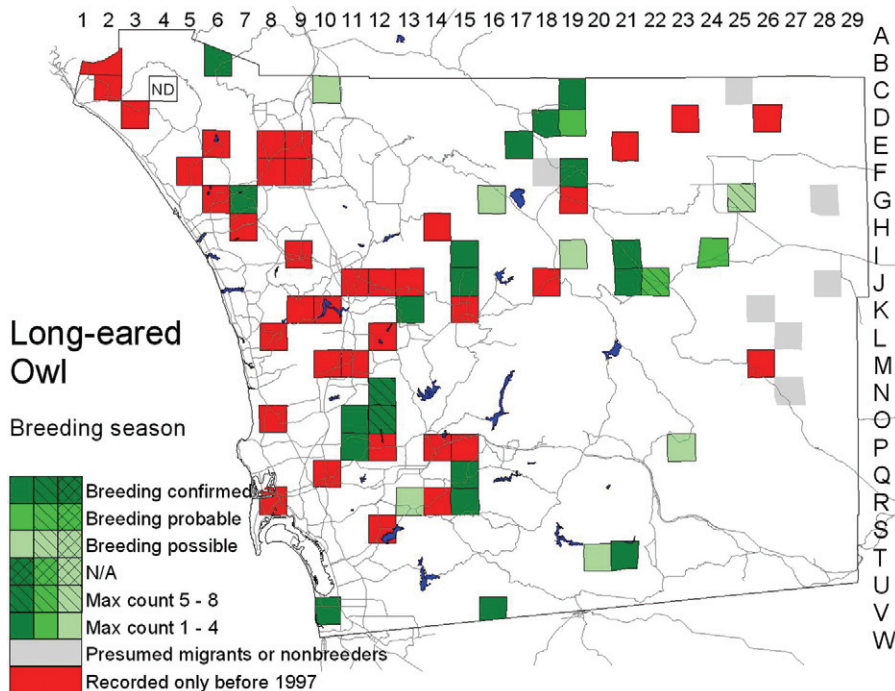 1 2 3 4 5 6 7 8 9 10 11 12 13 14 15 16 17 18 19 20 21 22 23 24 25 26 27 28 29
A
B
C
D
E
F
G
H
I
J
K
L
M
N
O
P
Q
R
S
T
U
V
W
ND
Long-eared
Owl
Breeding season
Breeding confirmed
Breeding probable
Breeding possible
N/A
Max count 5 - 8
Max count 1 - 4
Presumed migrants or nonbreeders
Recorded only before 1997